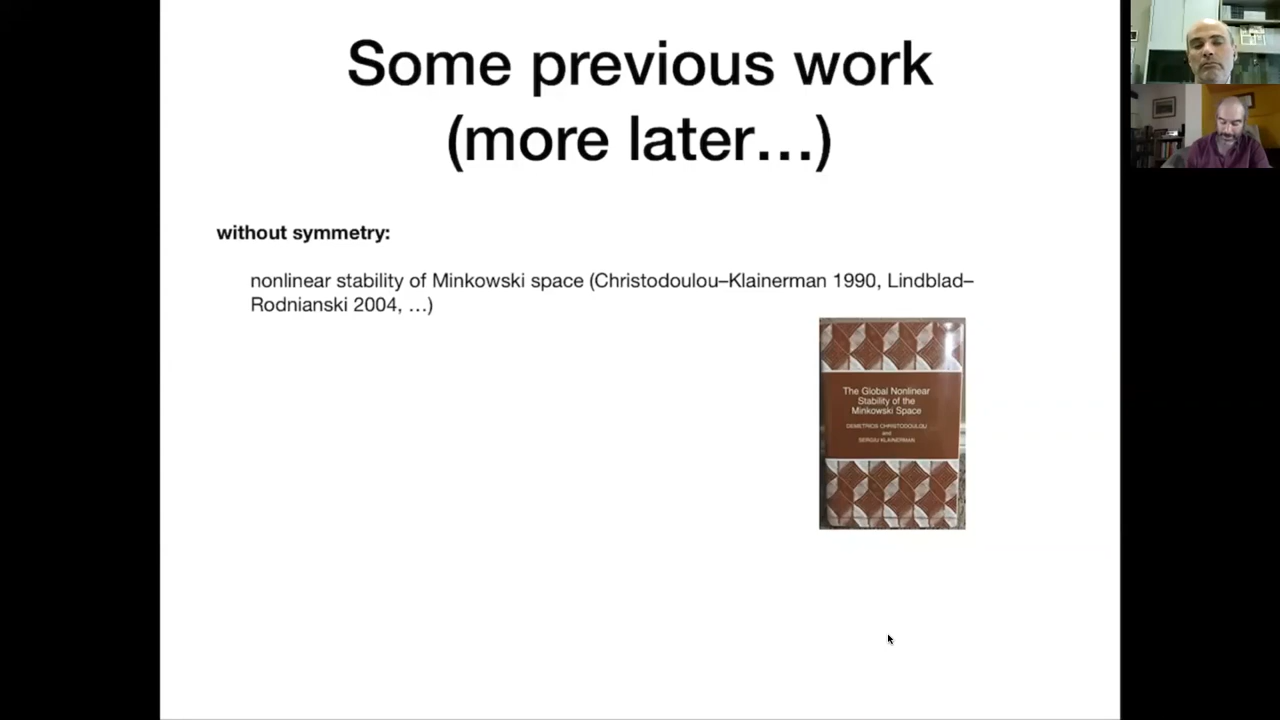 Some previous work
(more later…)
without symmetry:
nonlinear stability of Minkowski space (Christodoulou–Klainerman 1990, Lindblad–
Rodnianski 2004, …)
The Global Nonlinear
Stability of the
Minkowski Space
DEMETRIOS CHRISTODOULOU
and
SERGIU KLAINERMAN